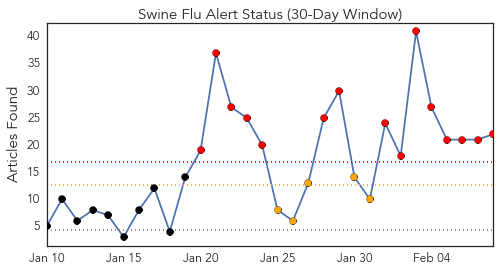 Swine Flu Alert Status (30-Day Window)
Articles Found
40
35
30
25
20
15
10
5
Jan 10
Jan 15
Jan 20
Jan 25
Jan 30
Feb 04